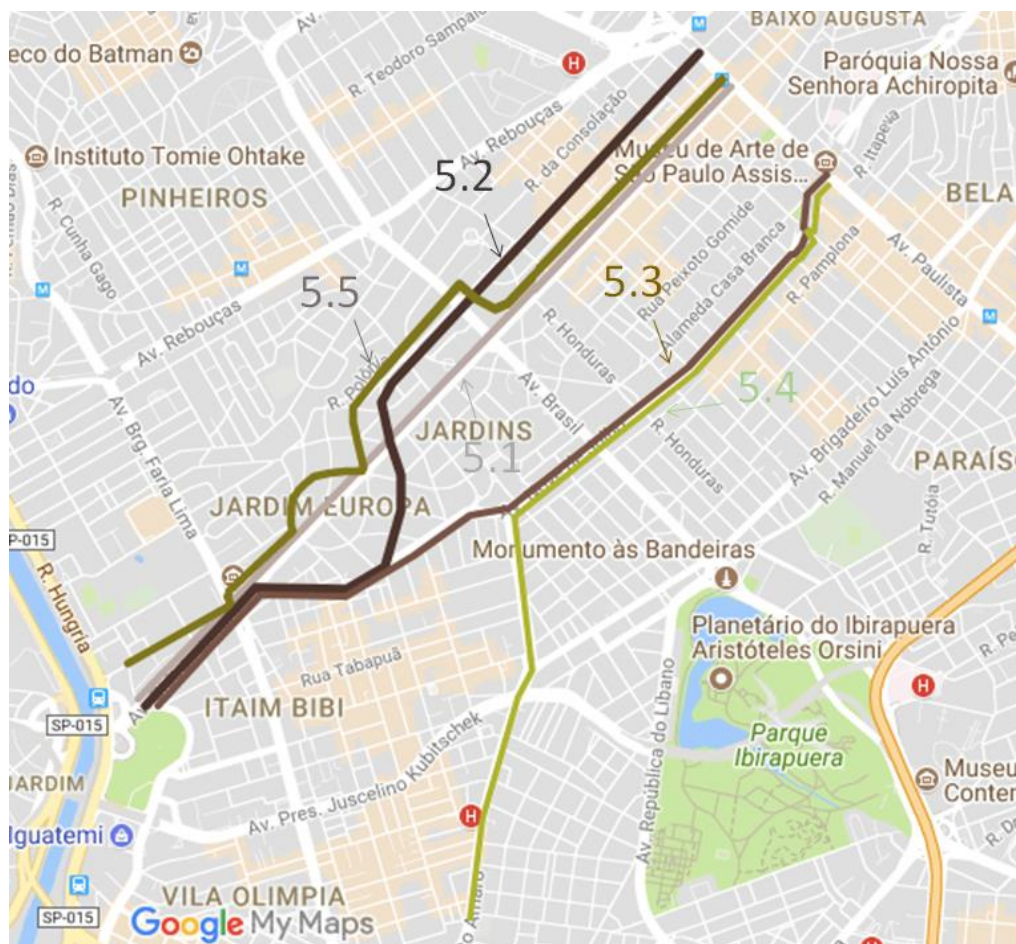 BAIXO AUGUSTA
eco do Batman
R. Teodoro Sampaio
H
Paróquia Nossa
Senhora Achiropita
Av. Rebouças
R. da Consolação
R. Itapeva
Instituto Tomie Ohtake
Museu de Arte de
São Paulo Assis...
5.2
PINHEIROS
BELA
R. Cunha Gago
Rua Peixoto Gomide
Alameda Casa Branca
R. Pamplona
Av. Paulista
5.5
5.3
Av. Rebouças
R. Honduras
R. Polônia
do
5.4
Av. Brasil
Av. Brigadeiro Luís Antônio
R. Manuel da Nóbrega
Av. Brg. Faria Lima
JARDINS
5.1
R. Honduras
PARAÍSO
R. Tutóia
JARDIM EUROPA
P-015
R. Hungria
Monumento às Bandeiras
Planetário do Ibirapuera
Aristóteles Orsini
Rua Tabapuã
H
ITAIM BIBI
SP-015
Av. República do Líbano
Parque
Ibirapuera
Av. Pres. Juscelino Kubitschek
JARDIM
Museu
Conter
H
Iguatemi
VILA OLIMPIA
SP-015
Google My Maps